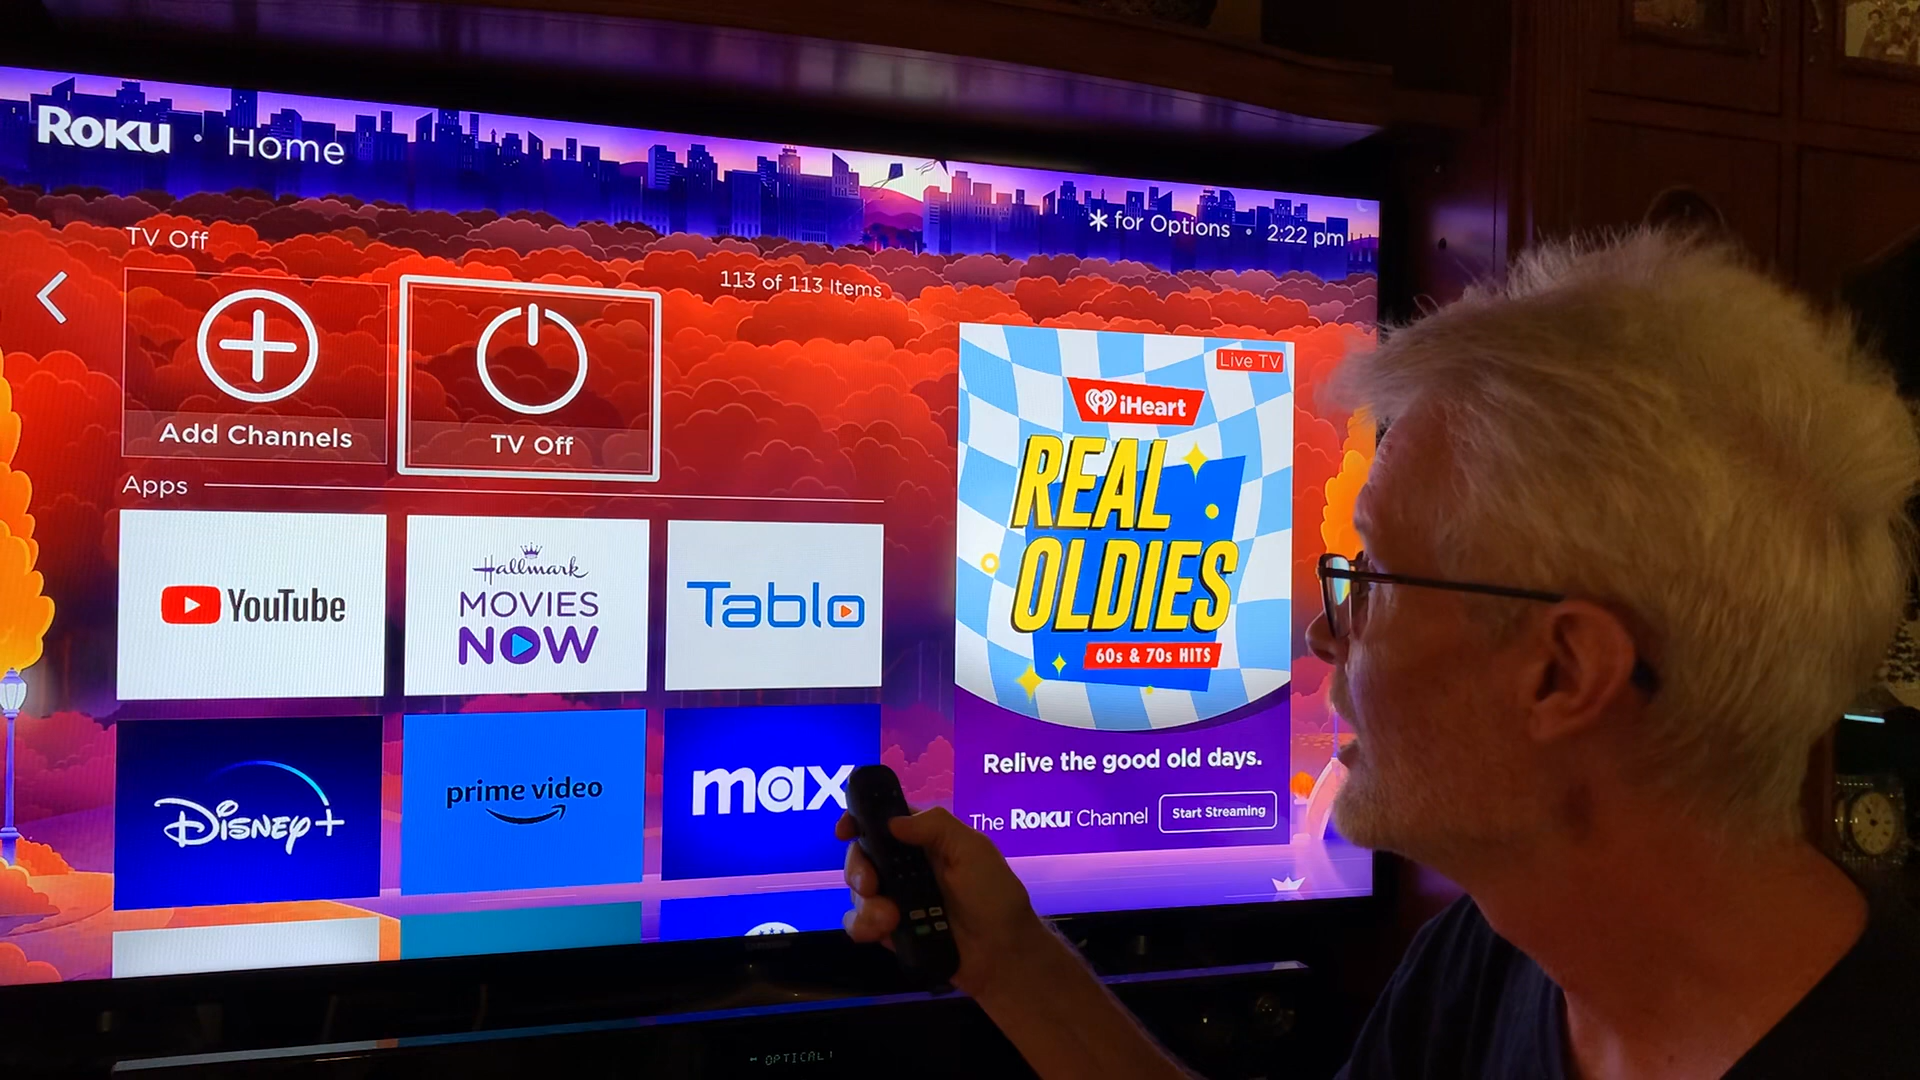 Roku • Home
* for Options • 2:22 pm
TV Off
113 of 113 Items
Add Channels
TV Off
Apps
YouTube
Hallmark
MOVIES
NOW
Tablo
Disney+
prime video
max
Live TV
iHeart
REAL
OLDIES
60s & 70s HITS
Relive the good old days.
The Roku Channel
Start Streaming
OPTICAL1